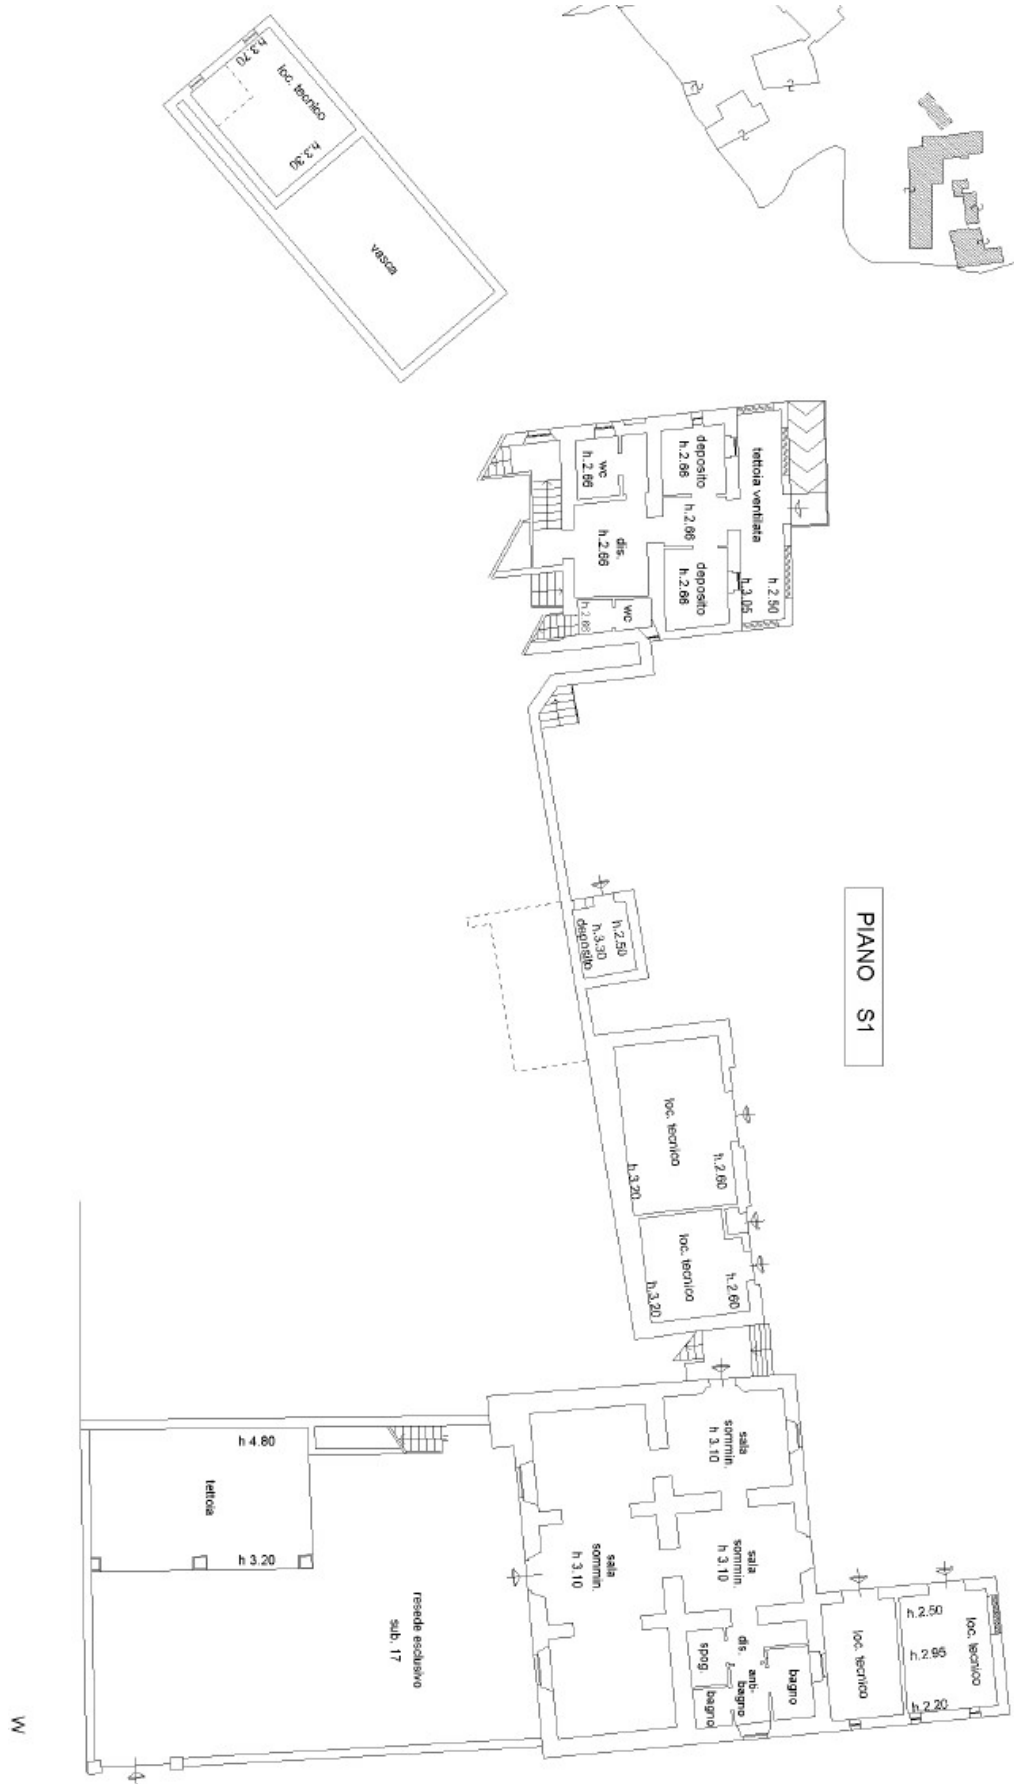 h.3.70
loc. tecnico
h.3.30
vasca
wc
h.2.66
deposito
h.2.66
tettoia ventilata
h.2.66
dis.
h.2.66
deposito
h.2.66
h.2.50
h.3.05
wc
h.2.66
PIANO S1
h.2.50
h.3.30
deposito
loc. tecnico
h.2.60
h.3.20
loc. tecnico
h.2.60
h.3.20
sala
sommin.
h 3.10
h 4.80
tettoia
h 3.20
sala
sommin.
h 3.10
sala
sommin.
h 3.10
resede esclusivo
sub. 17
dis.
spog.
anti-
bagno
bagno
bagno
loc. tecnico
h.2.50
h.2.95
loc. tecnico
h.2.20
W